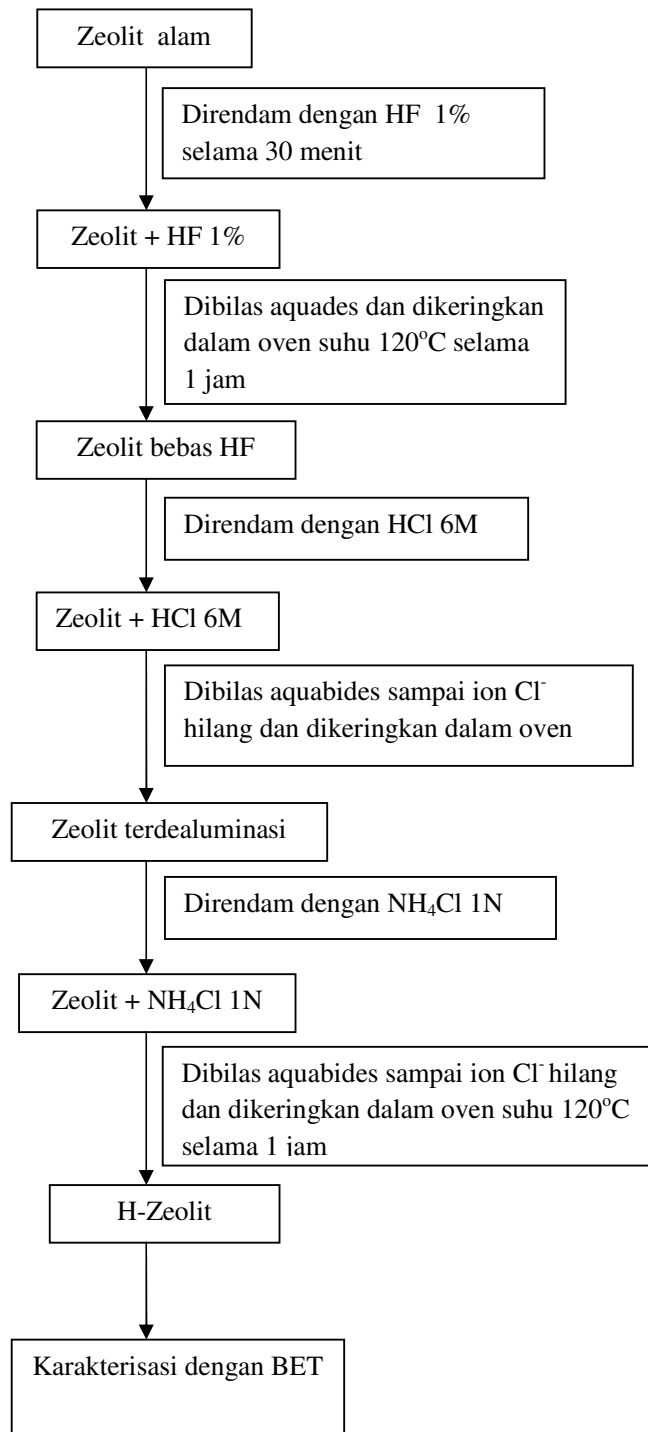 Zeolit alam
Direndam dengan HF 1%
selama 30 menit
Zeolit + HF 1%
Dibilas aquades dan dikeringkan
dalam oven suhu 120°C selama
1 jam
Zeolit bebas HF
Direndam dengan HCl 6M
Zeolit + HCl 6M
Dibilas aquabides sampai ion Cl⁻
hilang dan dikeringkan dalam oven
Zeolit terdealuminasi
Direndam dengan NH₄Cl 1N
Zeolit + NH₄Cl 1N
Dibilas aquabides sampai ion Cl⁻ hilang
dan dikeringkan dalam oven suhu 120°C
selama 1 jam
H-Zeolit
Karakterisasi dengan BET